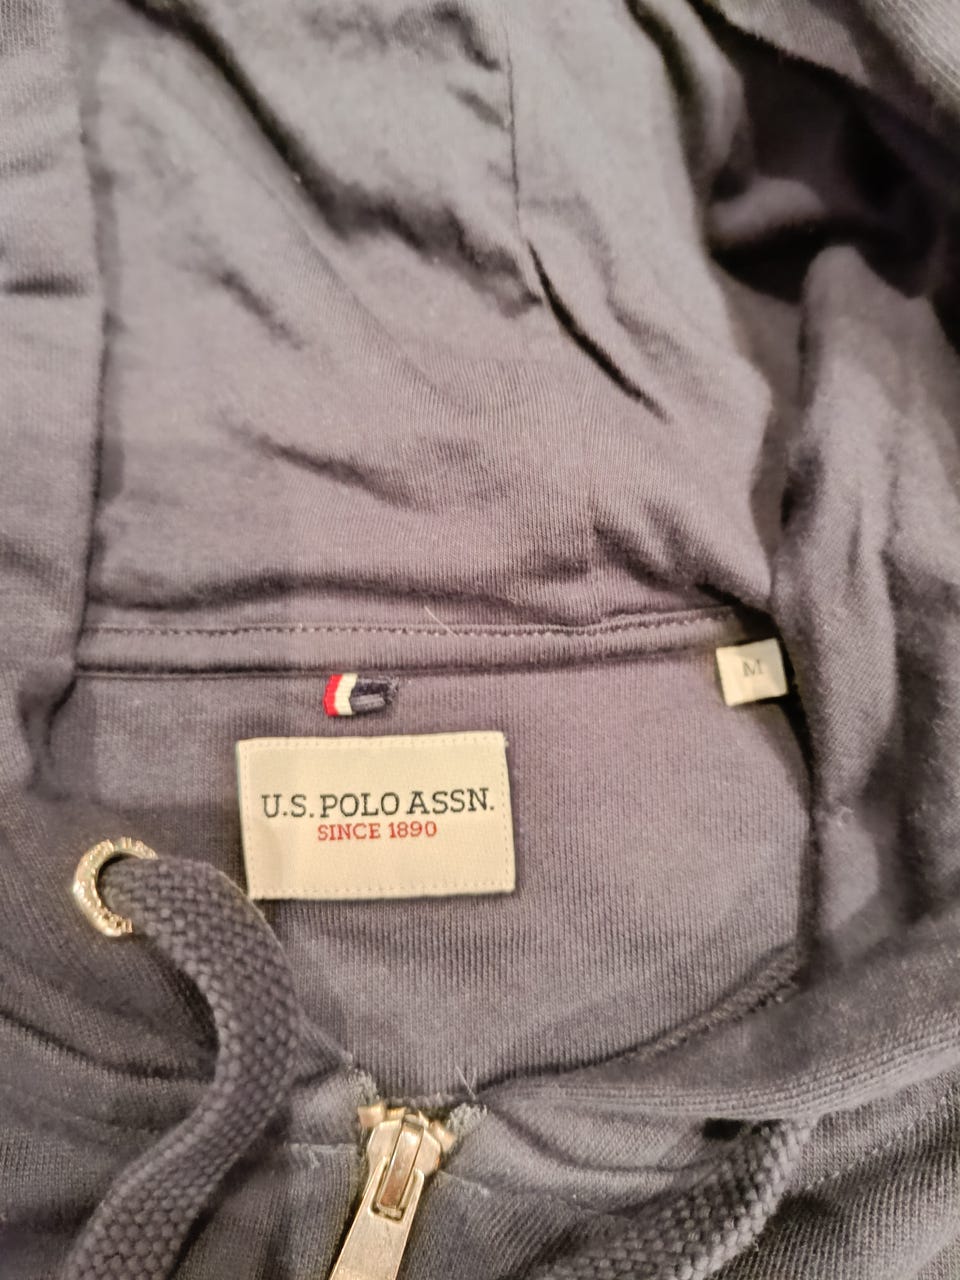 M
U.S. POLO ASSN.
SINCE 1890